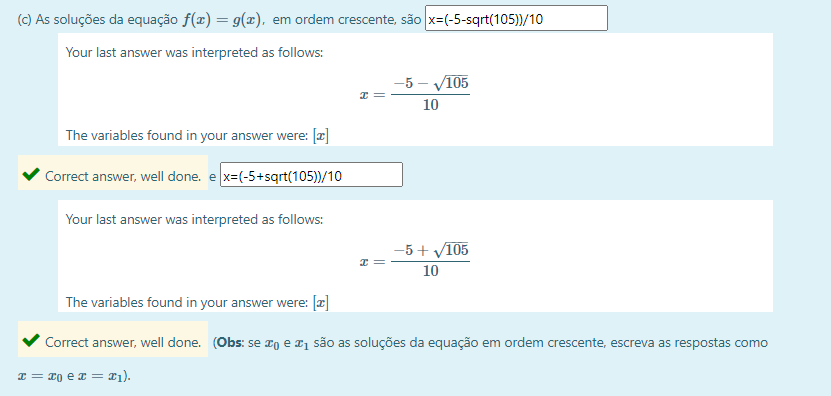 (c) As soluções da equação f(x) = g(x), em ordem crescente, são x=(-5-sqrt(105))/10
Your last answer was interpreted as follows:
x = \frac{-5 - \sqrt{105}}{10}
The variables found in your answer were: [x]
Correct answer, well done. e x=(-5+sqrt(105))/10
Your last answer was interpreted as follows:
x = \frac{-5 + \sqrt{105}}{10}
The variables found in your answer were: [x]
Correct answer, well done. (Obs: se x₀ e x₁ são as soluções da equação em ordem crescente, escreva as respostas como
x = x₀ e x = x₁).